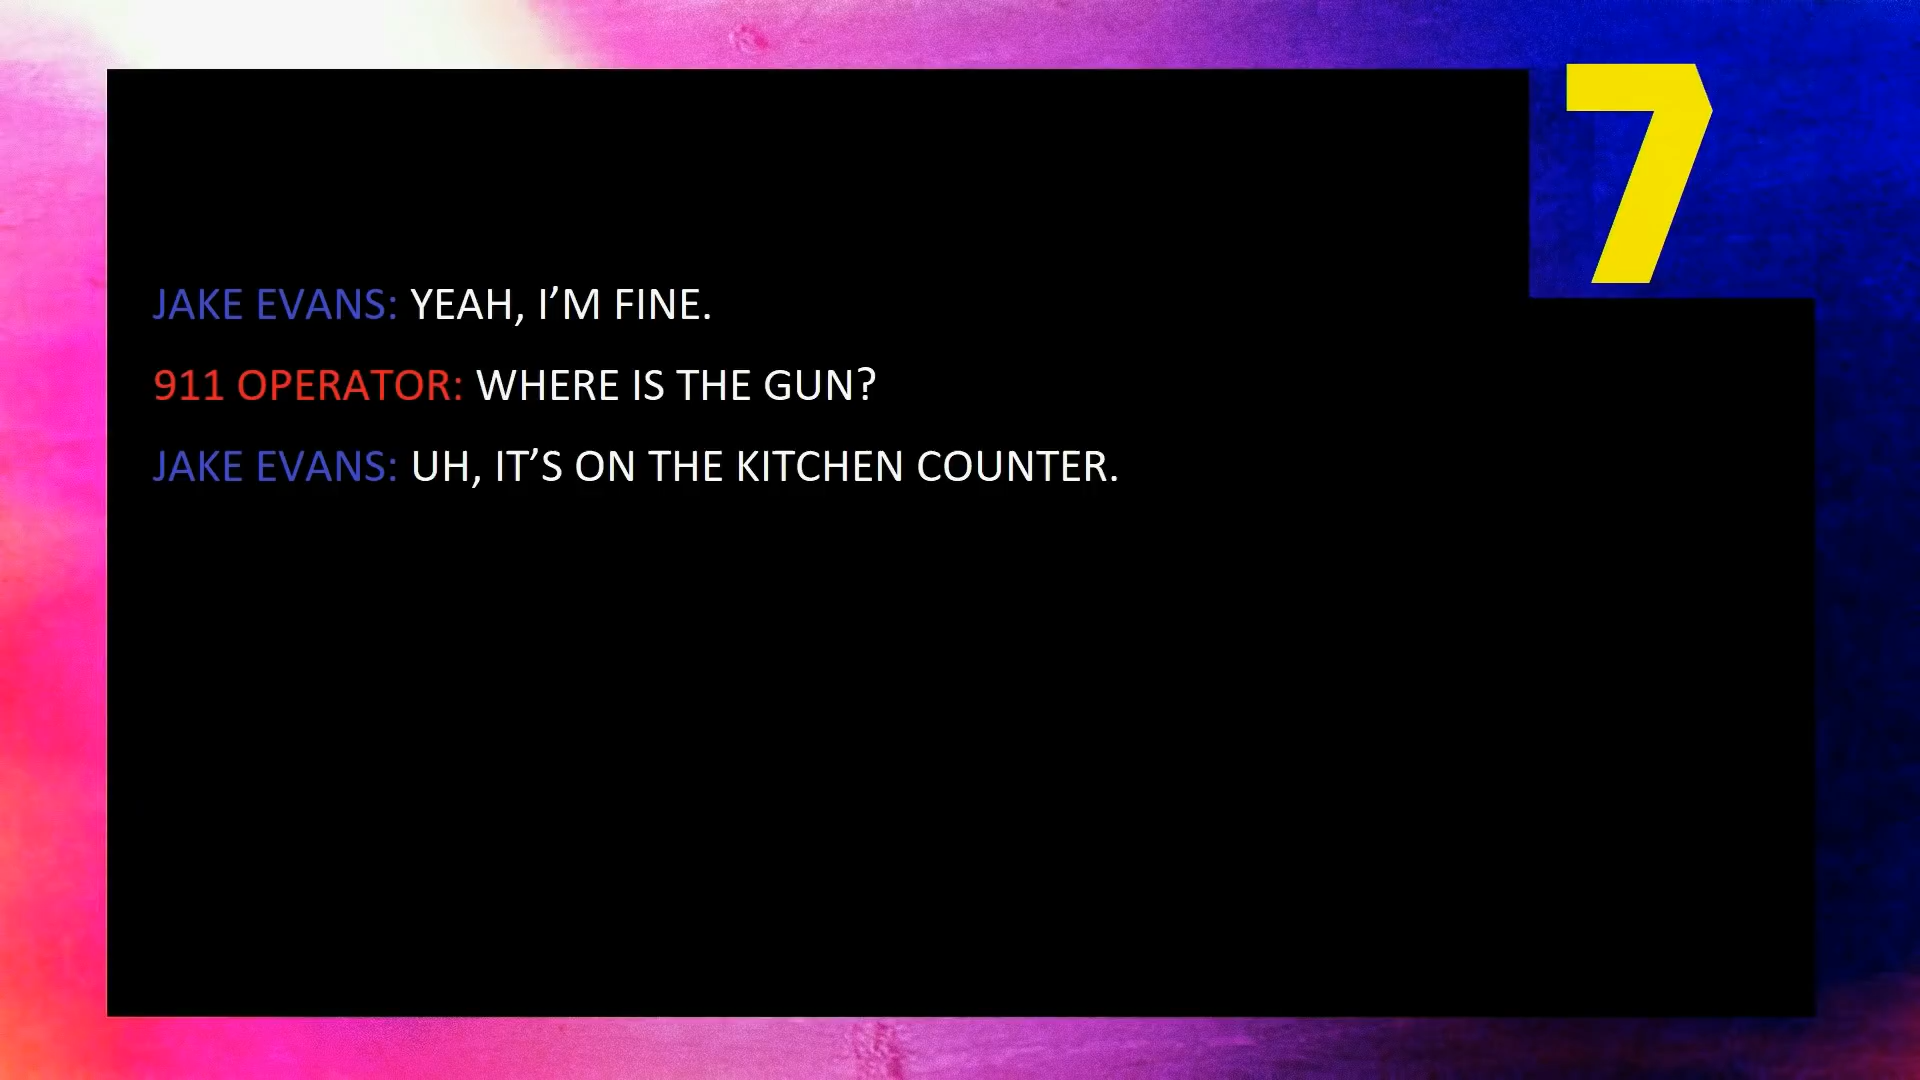 7
JAKE EVANS: YEAH, I’M FINE.
911 OPERATOR: WHERE IS THE GUN?
JAKE EVANS: UH, IT’S ON THE KITCHEN COUNTER.